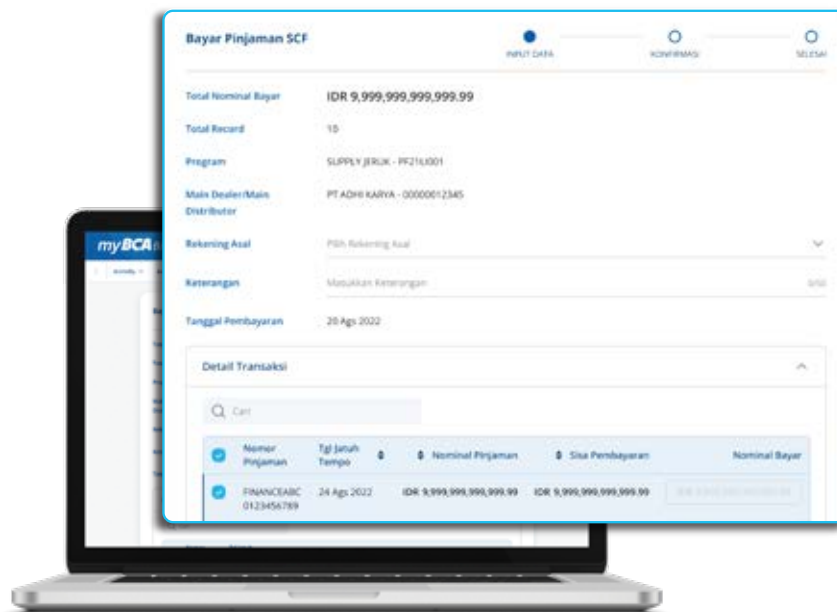 Bayar Pinjaman SCF
INPUT DATA
KONFIRMASI
SELESAI
Total Nominal Bayar IDR 9,999,999,999,999.99
Total Record 10
Program SUPPLY JERUK - PF21U001
Main Dealer/Main PT ADHI KARYA - 00000012345
Distributor
Rekening Asal Pilih Rekening Asal
Keterangan Masukkan Keterangan
Tanggal Pembayaran 20 Ags 2022
Detail Transaksi
Cari
Nomor Pinjaman
Tgl Jatuh Tempo
Nominal Pinjaman
Sisa Pembayaran
Nominal Bayar
FINANCEABC 24 Ags 2022 IDR 9,999,999,999,999.99 IDR 9,999,999,999,999.99
0123456789
myBCA